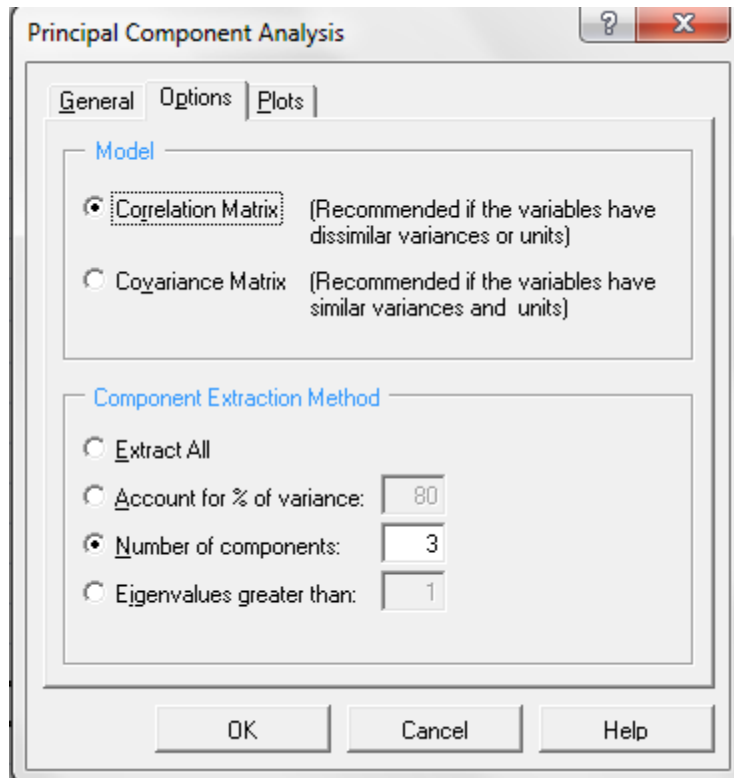 Principal Component Analysis
? X
General Options Plots
Model
Correlation Matrix (Recommended if the variables have
dissimilar variances or units)
Covariance Matrix (Recommended if the variables have
similar variances and units)
Component Extraction Method
Extract All
Account for % of variance: 80
Number of components: 3
Eigenvalues greater than: 1
OK Cancel Help